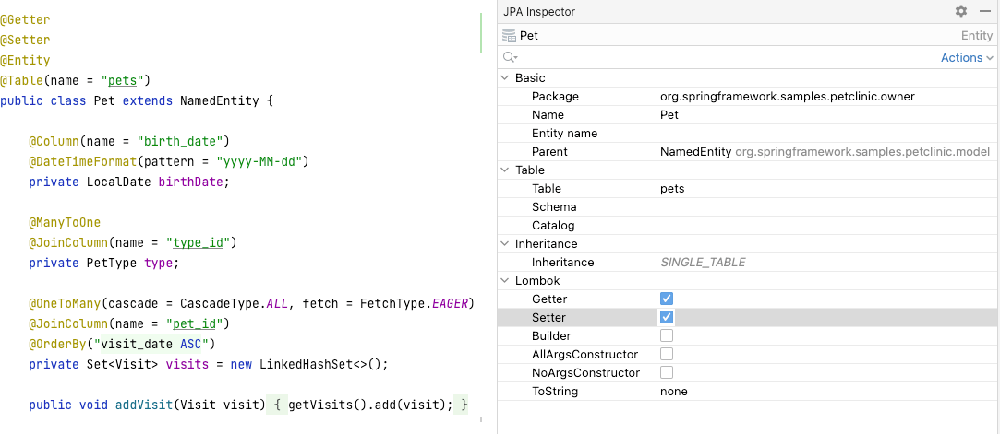 @Getter
@Setter
@Entity
@Table(name = "pets")
public class Pet extends NamedEntity {
@Column(name = "birth_date")
@DateTimeFormat(pattern = "yyyy-MM-dd")
private LocalDate birthDate;
@ManyToOne
@JoinColumn(name = "type_id")
private PetType type;
@OneToMany(cascade = CascadeType.ALL, fetch = FetchType.EAGER)
@JoinColumn(name = "pet_id")
@OrderBy("visit_date ASC")
private Set<Visit> visits = new LinkedHashSet<>();
public void addVisit(Visit visit) { getVisits().add(visit); }
JPA Inspector
Pet Entity
Actions
Basic
Package org.springframework.samples.petclinic.owner
Name Pet
Entity name
Parent NamedEntity org.springframework.samples.petclinic.model
Table
Table pets
Schema
Catalog
Inheritance
Inheritance SINGLE_TABLE
Lombok
Getter
Setter
Builder
AllArgsConstructor
NoArgsConstructor
ToString none